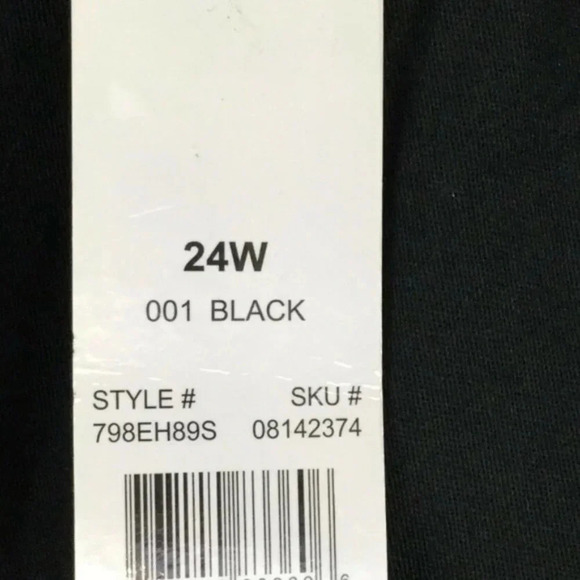 24W
001 BLACK
STYLE # SKU #
798EH89S 08142374